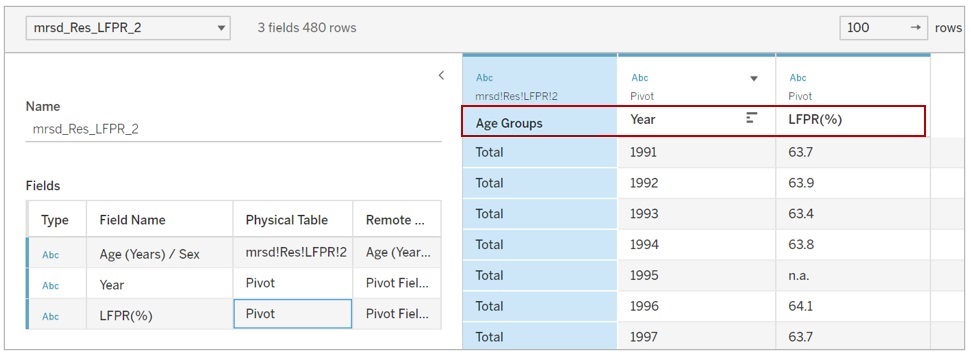 mrsd_Res_LFPR_2 3 fields 480 rows 100 → rows
Name
mrsd_Res_LFPR_2
Fields
Type Field Name Physical Table Remote ...
Abc Age (Years) / Sex mrsd!Res!LFPR!2 Age (Year...
Abc Year Pivot Pivot Fiel...
Abc LFPR(%) Pivot Pivot Fiel...
Abc Abc Abc
mrsd!Res!LFPR!2 Pivot Pivot
Age Groups Year LFPR(%)
Total 1991 63.7
Total 1992 63.9
Total 1993 63.4
Total 1994 63.8
Total 1995 n.a.
Total 1996 64.1
Total 1997 63.7